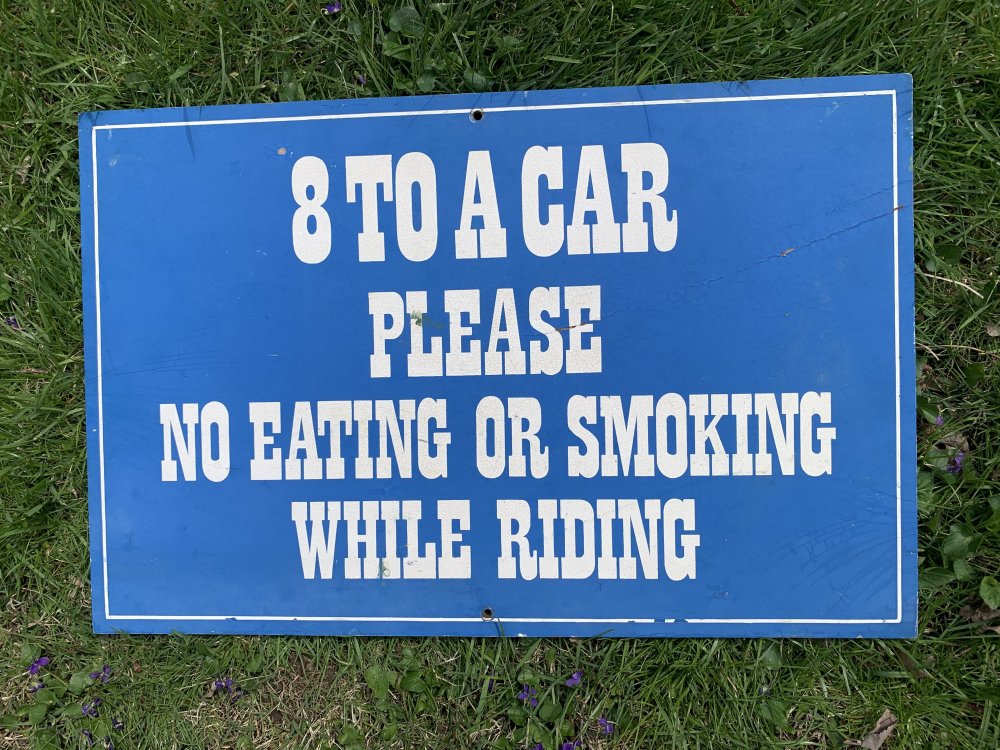 8 TO A CAR
PLEASE
NO EATING OR SMOKING
WHILE RIDING